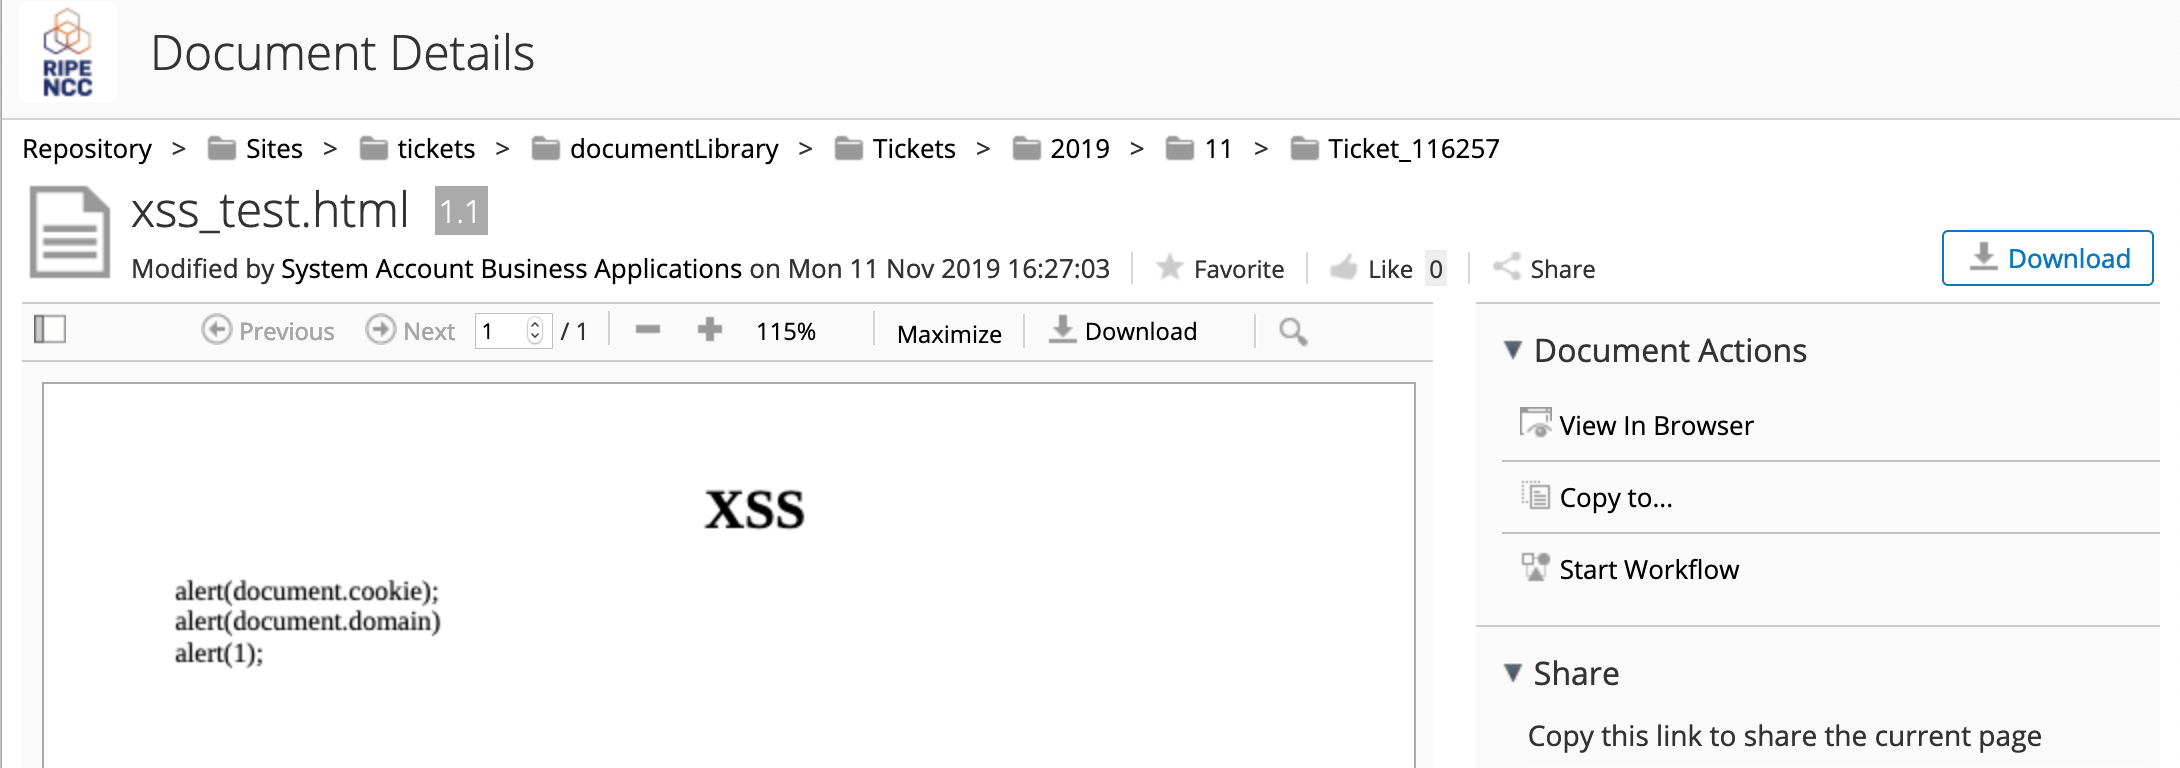 RIPE
NCC
Document Details
Repository > Sites > tickets > documentLibrary > Tickets > 2019 > 11 > Ticket_116257
xss_test.html 1.1
Modified by System Account Business Applications on Mon 11 Nov 2019 16:27:03 Favorite Like 0 Share
Download
Previous Next 1 / 1 115% Maximize Download
XSS
alert(document.cookie);
alert(document.domain)
alert(1);
Document Actions
View In Browser
Copy to...
Start Workflow
Share
Copy this link to share the current page